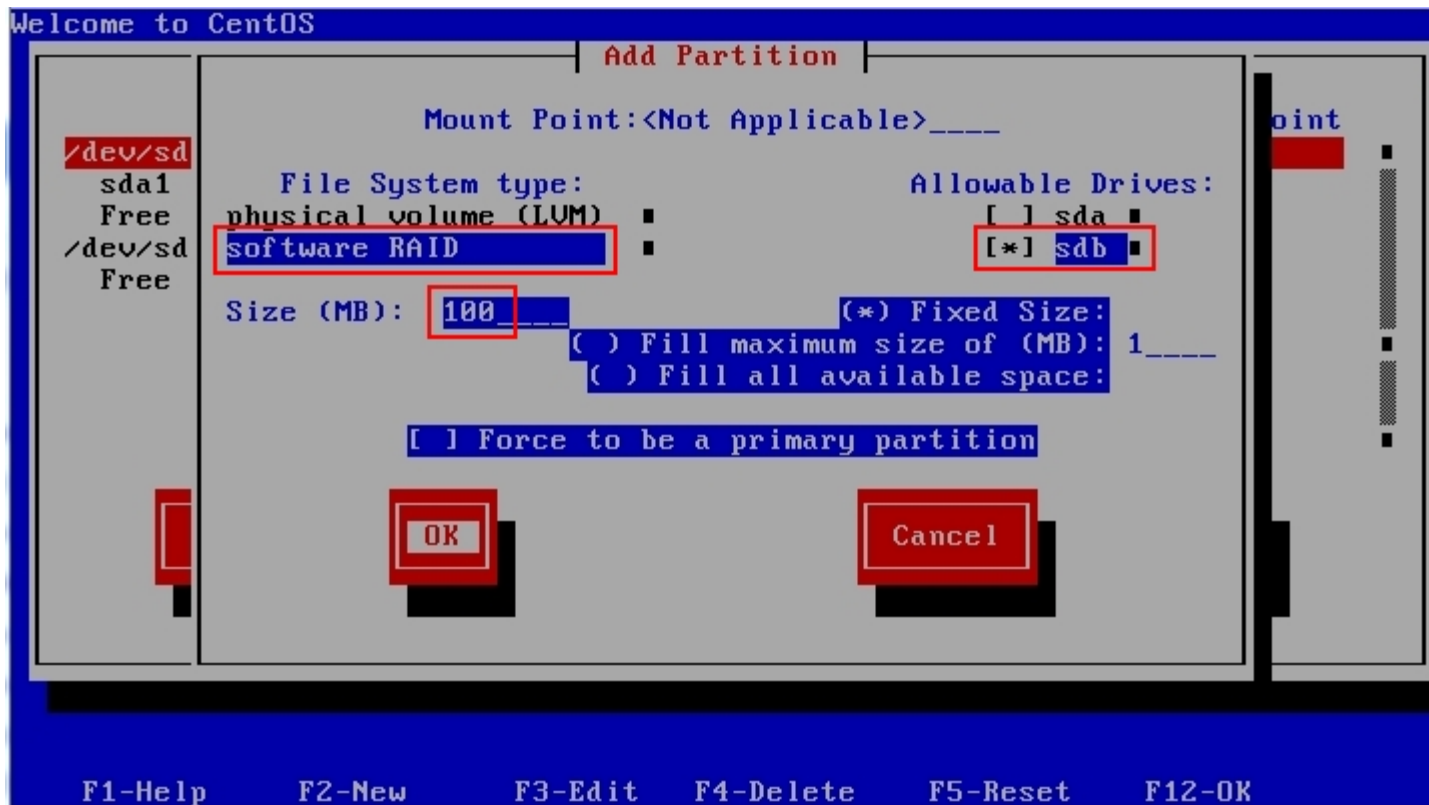 Welcome to CentOS
Add Partition
Mount Point:<Not Applicable>____
oint
/dev/sd
sda1
Free
/dev/sd
Free
File System type:
Allowable Drives:
physical volume (LVM)
[ ] sda
software RAID
[*] sdb
Size (MB): 100____
(*) Fixed Size:
( ) Fill maximum size of (MB): 1____
( ) Fill all available space:
[ ] Force to be a primary partition
OK
Cancel
F1-Help F2-New F3-Edit F4-Delete F5-Reset F12-OK